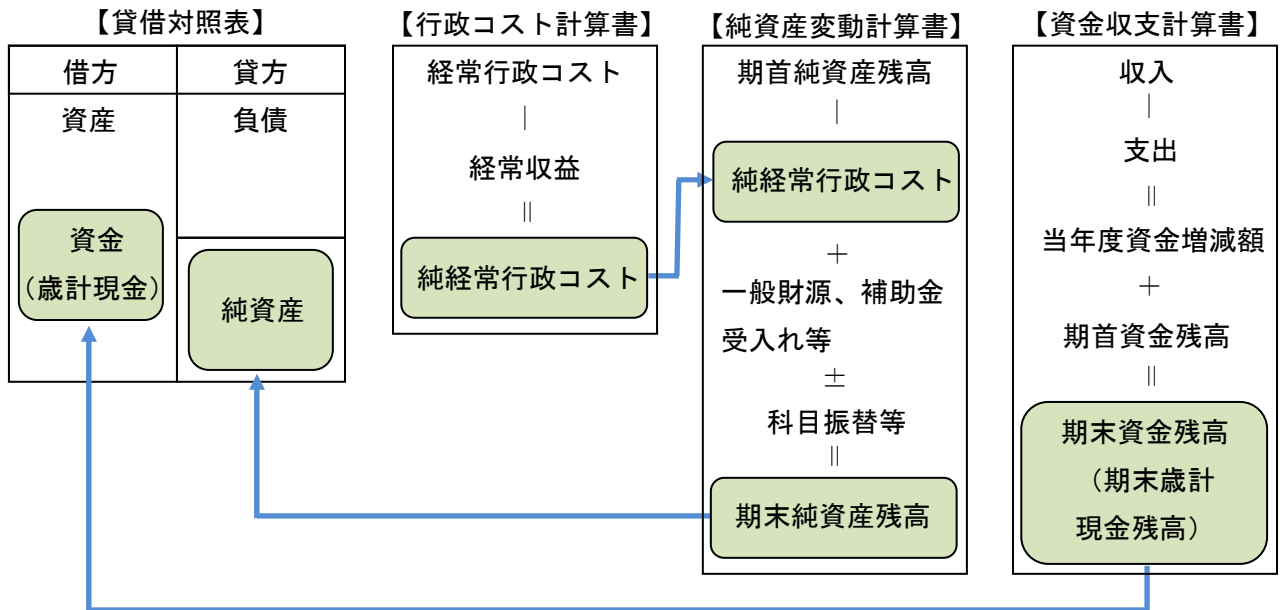 【貸借対照表】
借方
貸方
資産
負債
資金
(歳計現金)
純資産
【行政コスト計算書】
経常行政コスト
|
経常収益
||
純経常行政コスト
【純資産変動計算書】
期首純資産残高
|
純経常行政コスト
+
一般財源、補助金
受入れ等
±
科目振替等
||
期末純資産残高
【資金収支計算書】
収入
|
支出
||
当年度資金増減額
+
期首資金残高
||
期末資金残高
(期末歳計
現金残高)